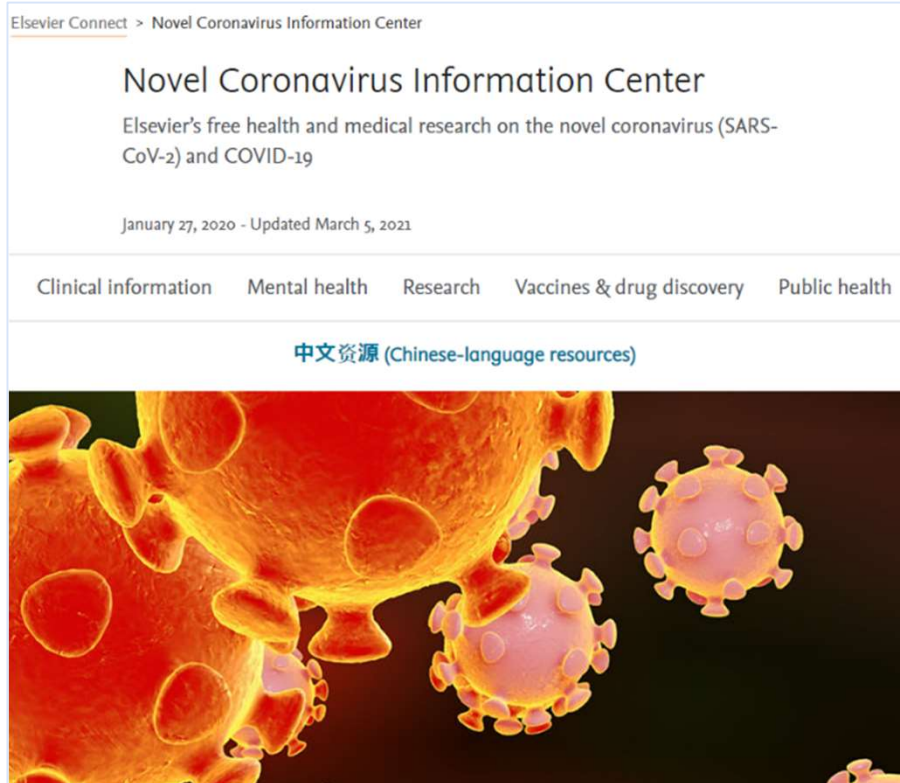 Elsevier Connect > Novel Coronavirus Information Center
Novel Coronavirus Information Center
Elsevier's free health and medical research on the novel coronavirus (SARS-
CoV-2) and COVID-19
January 27, 2020 - Updated March 5, 2021
Clinical information Mental health Research Vaccines & drug discovery Public health
中文资源 (Chinese-language resources)